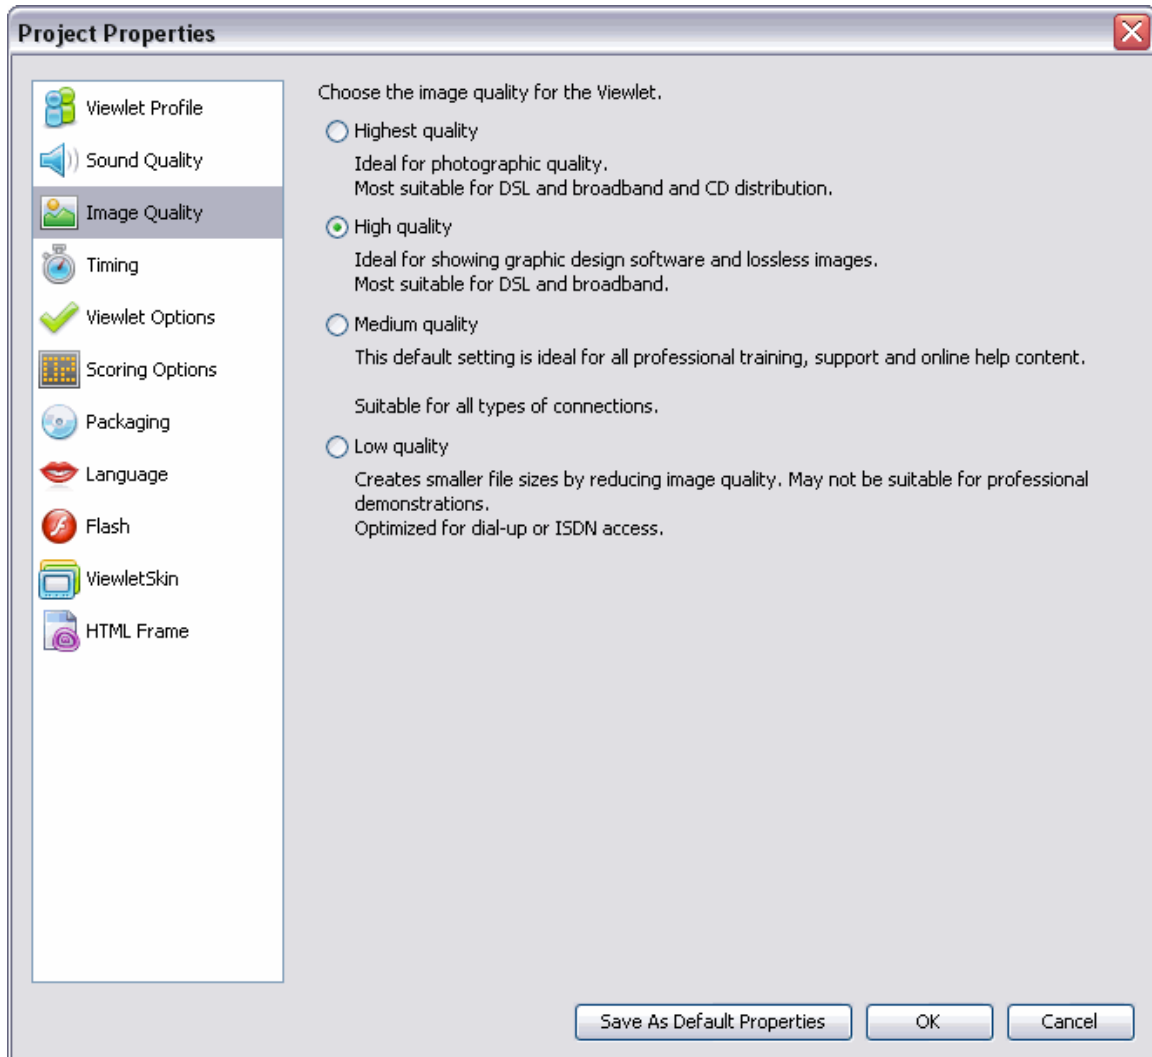 Project Properties
Viewlet Profile
Sound Quality
Image Quality
Timing
Viewlet Options
Scoring Options
Packaging
Language
Flash
ViewletSkin
HTML Frame
Choose the image quality for the Viewlet.
Highest quality
Ideal for photographic quality.
Most suitable for DSL and broadband and CD distribution.
High quality
Ideal for showing graphic design software and lossless images.
Most suitable for DSL and broadband.
Medium quality
This default setting is ideal for all professional training, support and online help content.
Suitable for all types of connections.
Low quality
Creates smaller file sizes by reducing image quality. May not be suitable for professional
demonstrations.
Optimized for dial-up or ISDN access.
Save As Default Properties
OK
Cancel